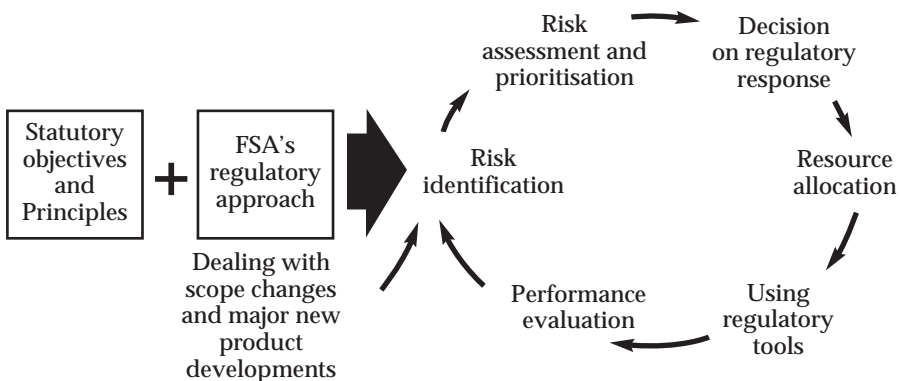 Statutory
objectives
and
Principles
+
FSA's
regulatory
approach
Dealing with
scope changes
and major new
product
developments
Risk
identification
Risk
assessment and
prioritisation
Decision
on regulatory
response
Resource
allocation
Using
regulatory
tools
Performance
evaluation